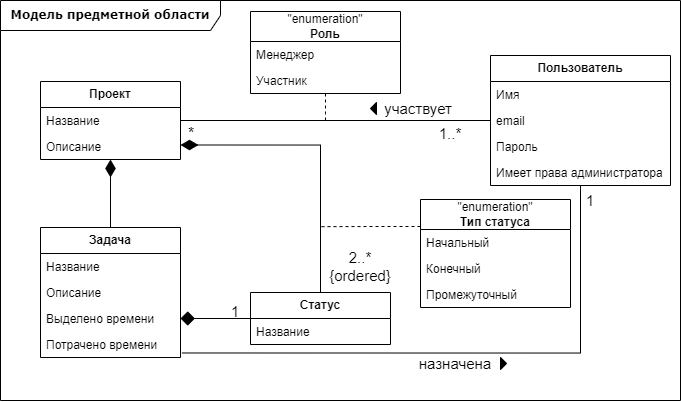 Модель предметной области
"enumeration"
Роль
Менеджер
Участник
Пользователь
Имя
email
Пароль
Имеет права администратора
Проект
Название
Описание
участвует
*
1..*
1
"enumeration"
Тип статуса
Начальный
Конечный
Промежуточный
2..*
{ordered}
Задача
Название
Описание
Выделено времени
Потрачено времени
1
Статус
Название
назначена